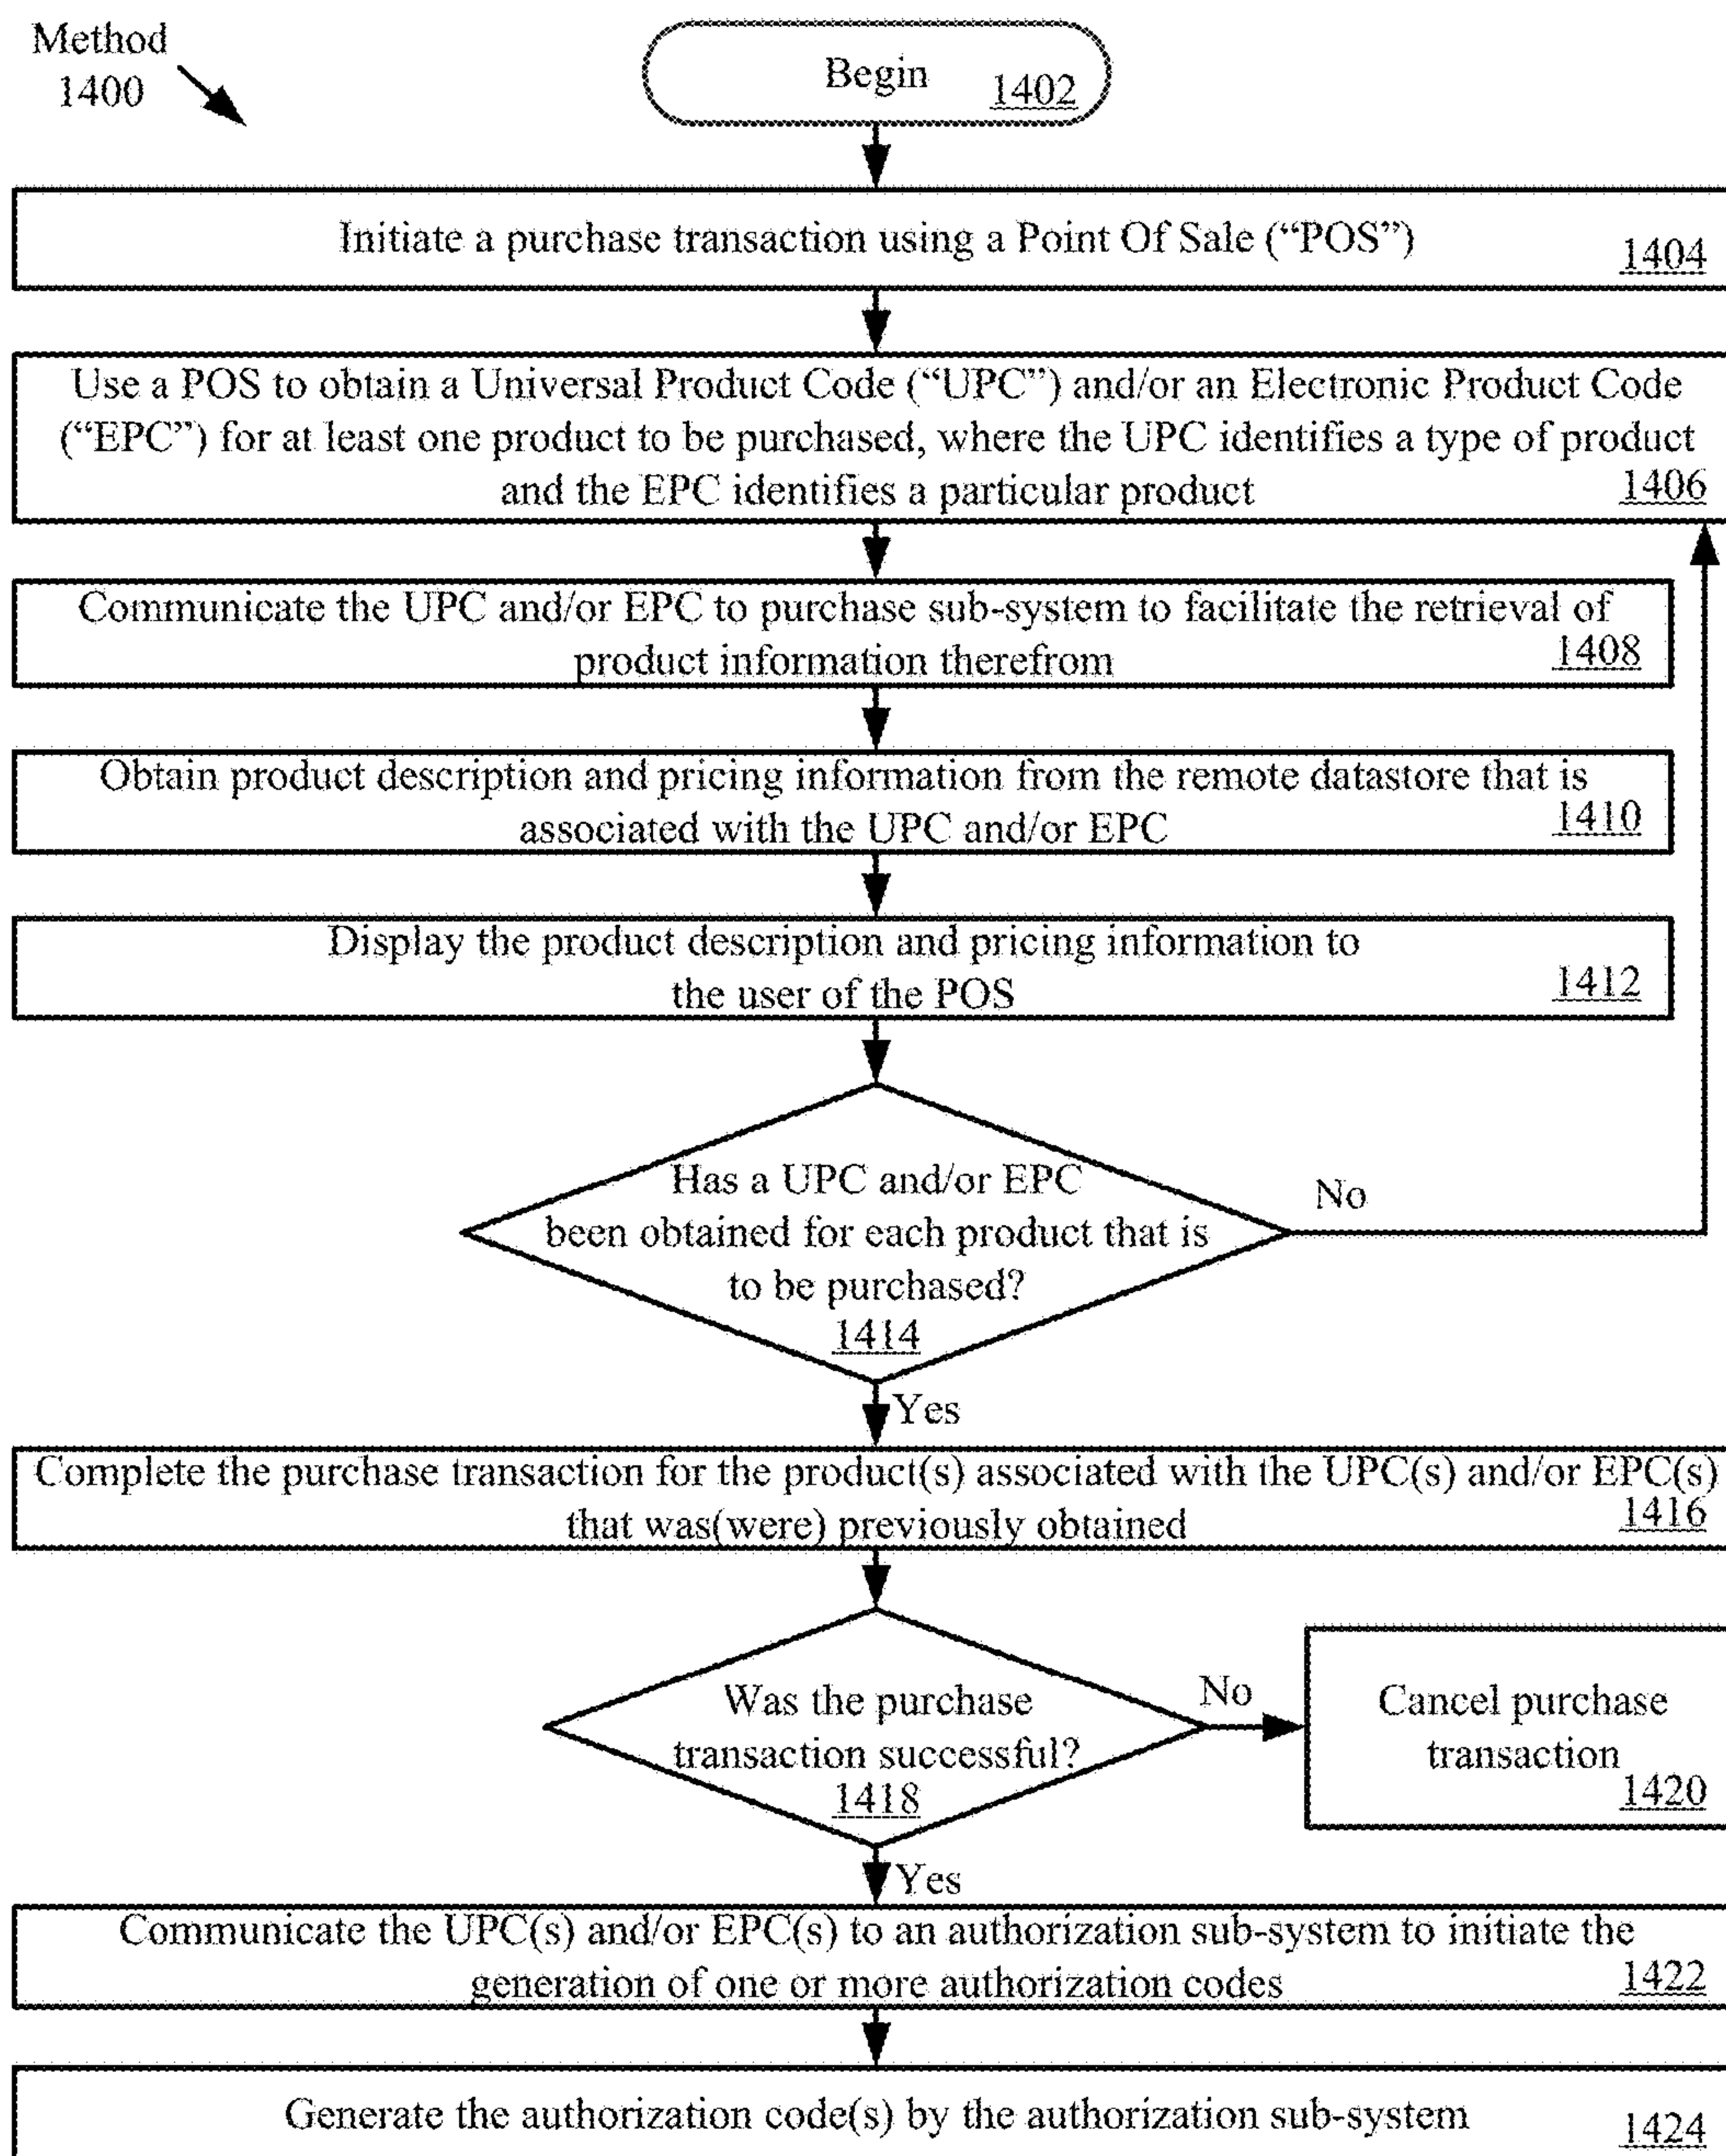 Method
1400
Begin 1402
Initiate a purchase transaction using a Point Of Sale (“POS”) 1404
Use a POS to obtain a Universal Product Code (“UPC”) and/or an Electronic Product Code
(“EPC”) for at least one product to be purchased, where the UPC identifies a type of product
and the EPC identifies a particular product 1406
Communicate the UPC and/or EPC to purchase sub-system to facilitate the retrieval of
product information therefrom 1408
Obtain product description and pricing information from the remote datastore that is
associated with the UPC and/or EPC 1410
Display the product description and pricing information to
the user of the POS 1412
Has a UPC and/or EPC
been obtained for each product that is
to be purchased?
1414
No
Yes
Complete the purchase transaction for the product(s) associated with the UPC(s) and/or EPC(s)
that was(were) previously obtained 1416
Was the purchase
transaction successful?
1418
No
Cancel purchase
transaction
1420
Yes
Communicate the UPC(s) and/or EPC(s) to an authorization sub-system to initiate the
generation of one or more authorization codes 1422
Generate the authorization code(s) by the authorization sub-system 1424